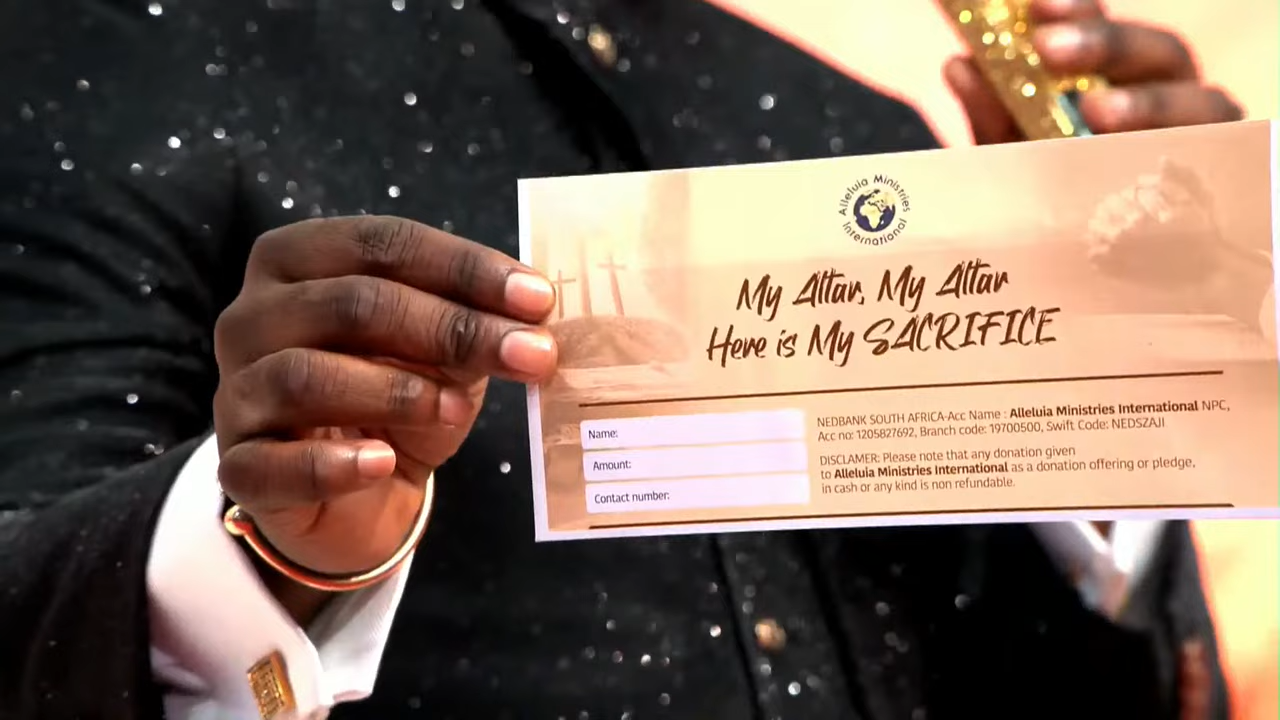 Alleluia Ministries International
My Altar, My Altar
Here is My SACRIFICE
Name:
Amount:
Contact number:
NEDBANK SOUTH AFRICA-Acc Name : Alleluia Ministries International NPC,
Acc no: 1205827692, Branch code: 19700500, Swift Code: NEDSZAJI
DISCLAMER: Please note that any donation given
to Alleluia Ministries International as a donation offering or pledge,
in cash or any kind is non refundable.